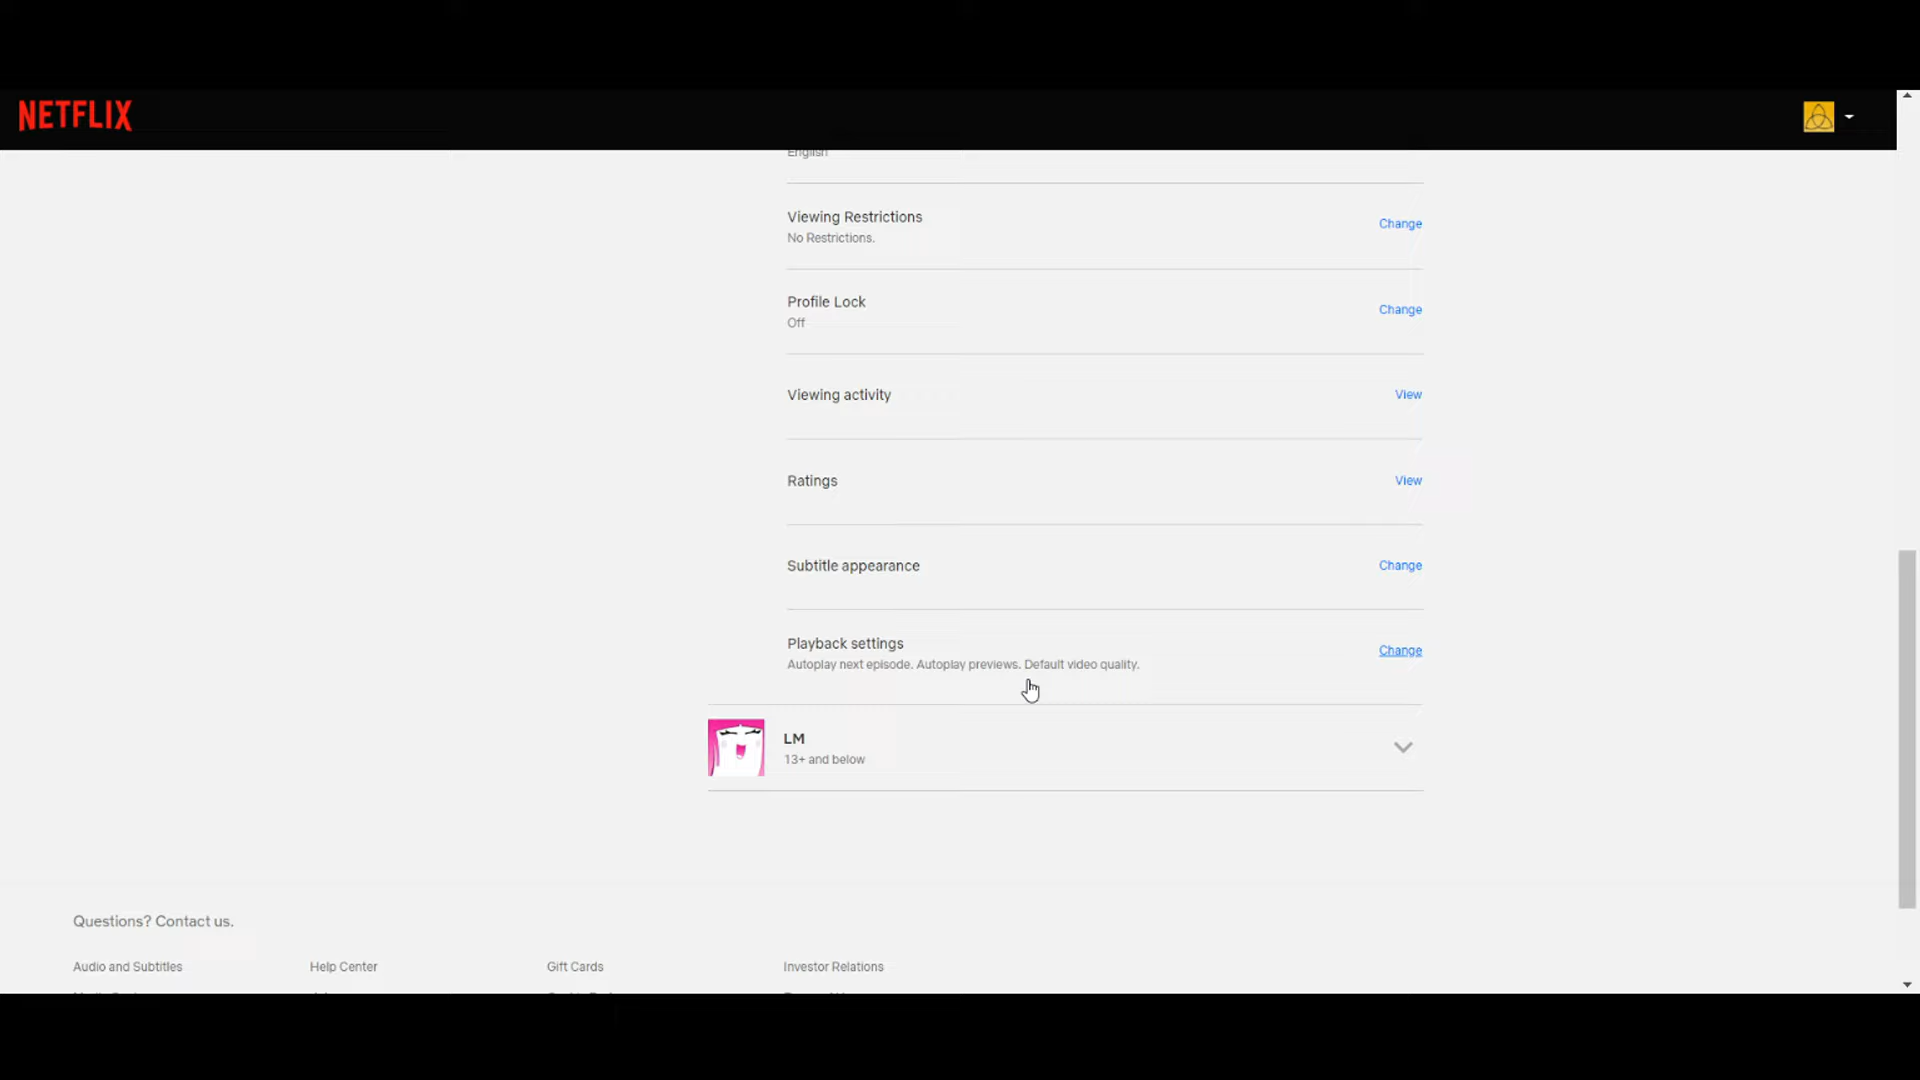 NETFLIX
English
Viewing Restrictions
Change
No Restrictions.
Profile Lock
Change
Off
Viewing activity
View
Ratings
View
Subtitle appearance
Change
Playback settings
Change
Autoplay next episode. Autoplay previews. Default video quality.
LM
13+ and below
Questions? Contact us.
Audio and Subtitles
Help Center
Gift Cards
Investor Relations